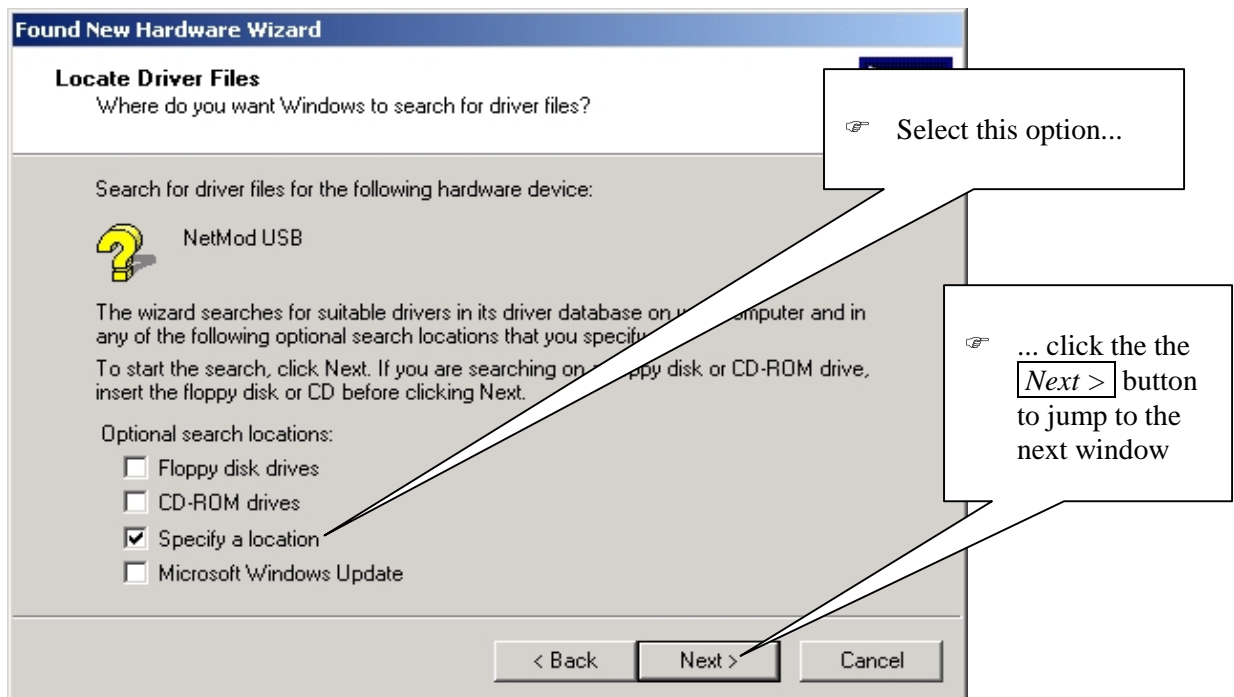 Found New Hardware Wizard
Locate Driver Files
Where do you want Windows to search for driver files?
☞ Select this option...
Search for driver files for the following hardware device:
NetMod USB
The wizard searches for suitable drivers in its driver database on computer and in
any of the following optional search locations that you specify
To start the search, click Next. If you are searching on disk or CD-ROM drive,
insert the floppy disk or CD before clicking Next.
☞ ... click the the
Next > button
to jump to the
next window
Optional search locations:
Floppy disk drives
CD-ROM drives
Specify a location
Microsoft Windows Update
< Back Next > Cancel